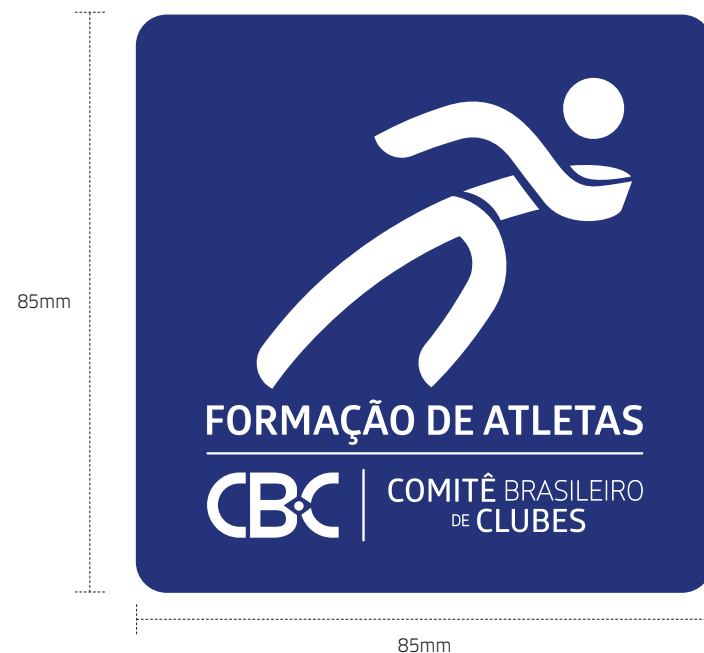 85mm
FORMAÇÃO DE ATLETAS
CBC
COMITÊ BRASILEIRO
DE CLUBES
85mm